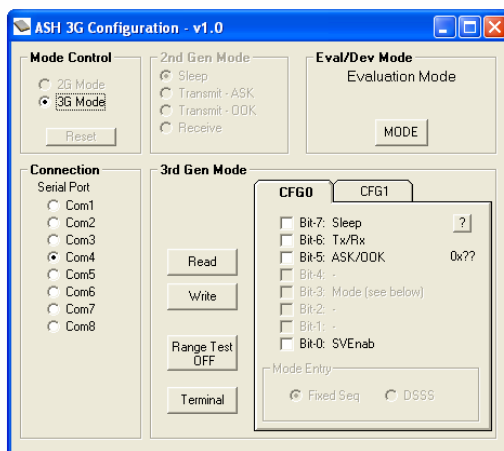 ASH 3G Configuration - v1.0
Mode Control
2G Mode
3G Mode
Reset
2nd Gen Mode
Sleep
Transmit - ASK
Transmit - OOK
Receive
Eval/Dev Mode
Evaluation Mode
MODE
Connection
Serial Port
Com1
Com2
Com3
Com4
Com5
Com6
Com7
Com8
3rd Gen Mode
Read
Write
Range Test
OFF
Terminal
CFG0
CFG1
Bit-7: Sleep
?
Bit-6: Tx/Rx
Bit-5: ASK/OOK
0x??
Bit-4: -
Bit-3: Mode (see below)
Bit-2: -
Bit-1: -
Bit-0: SVEnab
Mode Entry
Fixed Seq
DSSS